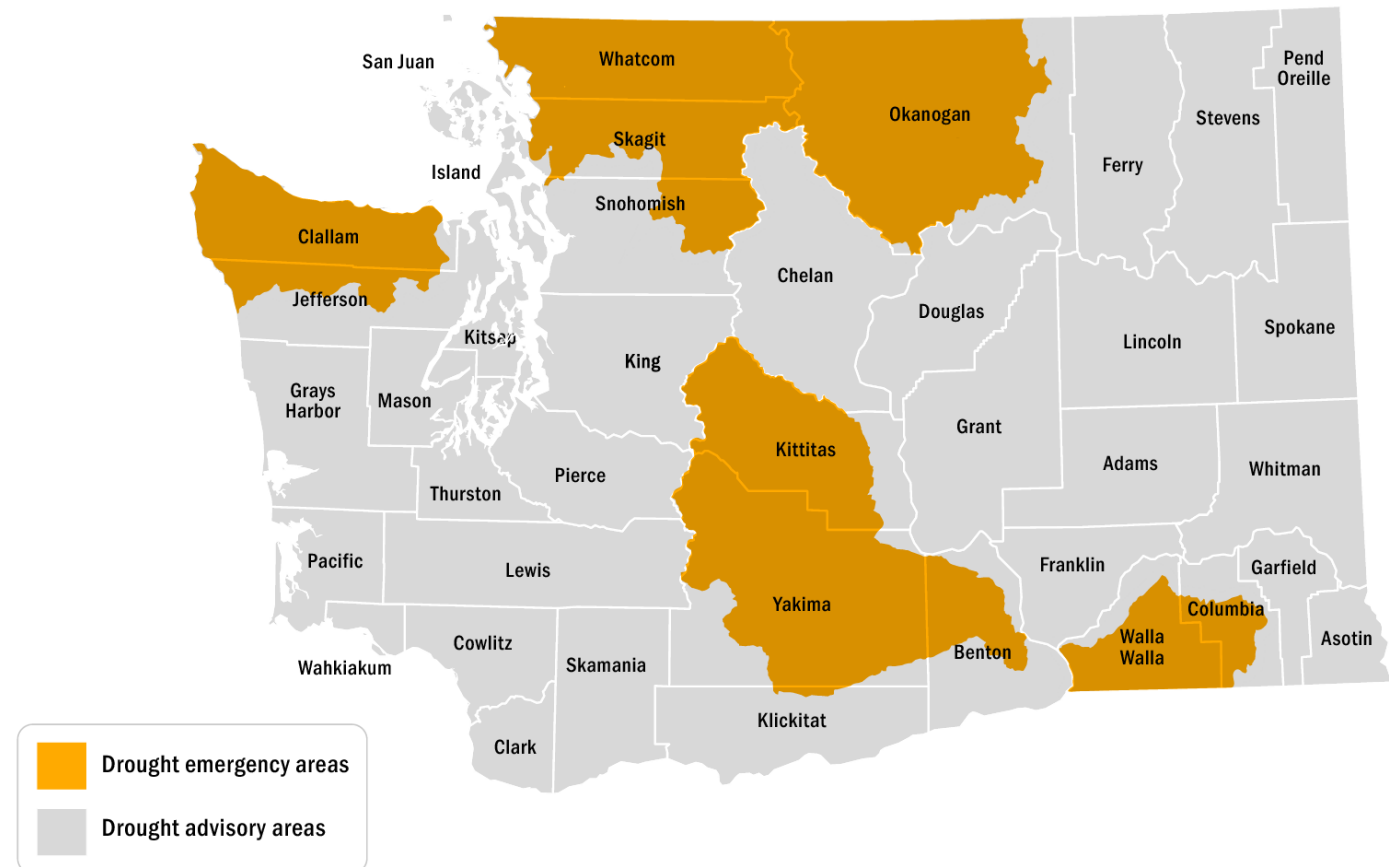 San Juan
Whatcom
Okanogan
Pend
Oreille
Stevens
Skagit
Ferry
Island
Snohomish
Clallam
Chelan
Jefferson
Douglas
Spokane
Kitsap
Lincoln
King
Grays
Harbor
Mason
Grant
Kittitas
Adams
Whitman
Pierce
Thurston
Pacific
Lewis
Franklin
Garfield
Yakima
Columbia
Walla
Walla
Asotin
Cowlitz
Benton
Wahkiakum
Skamania
Klickitat
Clark
Drought emergency areas
Drought advisory areas